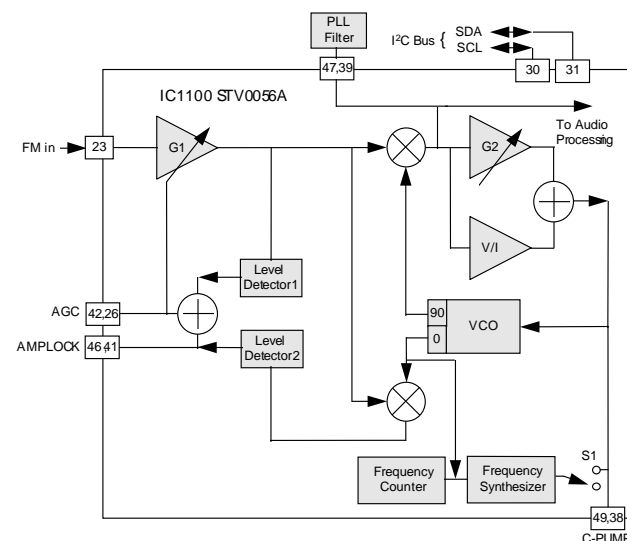 PLL
Filter
I²C Bus {
SDA
SCL
47,39
30
31
IC1100 STV0056A
To Audio
Processing
FM in
23
G1
G2
V/I
Level
Detector1
AGC
42,26
AMPLOCK
46,41
Level
Detector2
90
0
VCO
S1
Frequency
Counter
Frequency
Synthesizer
49,38
C-PUMP